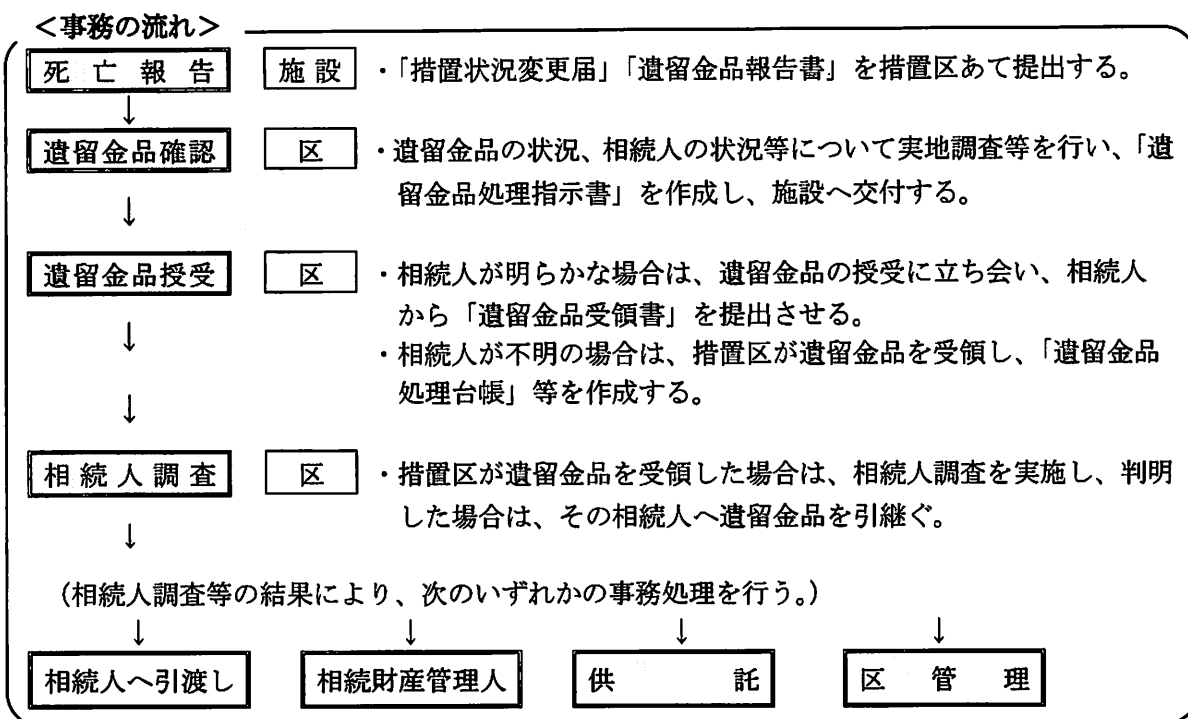 ＜事務の流れ＞
死亡報告 施設 ・「措置状況変更届」「遺留金品報告書」を措置区あて提出する。
↓
遺留金品確認 区 ・遺留金品の状況、相続人の状況等について実地調査等を行い、「遺
留金品処理指示書」を作成し、施設へ交付する。
↓
遺留金品授受 区 ・相続人が明らかな場合は、遺留金品の授受に立ち会い、相続人
から「遺留金品受領書」を提出させる。
↓
・相続人が不明の場合は、措置区が遺留金品を受領し、「遺留金品
処理台帳」等を作成する。
↓
相続人調査 区 ・措置区が遺留金品を受領した場合は、相続人調査を実施し、判明
した場合は、その相続人へ遺留金品を引継ぐ。
↓
（相続人調査等の結果により、次のいずれかの事務処理を行う。）
↓ ↓ ↓ ↓
相続人へ引渡し 相続財産管理人 供託 区管理